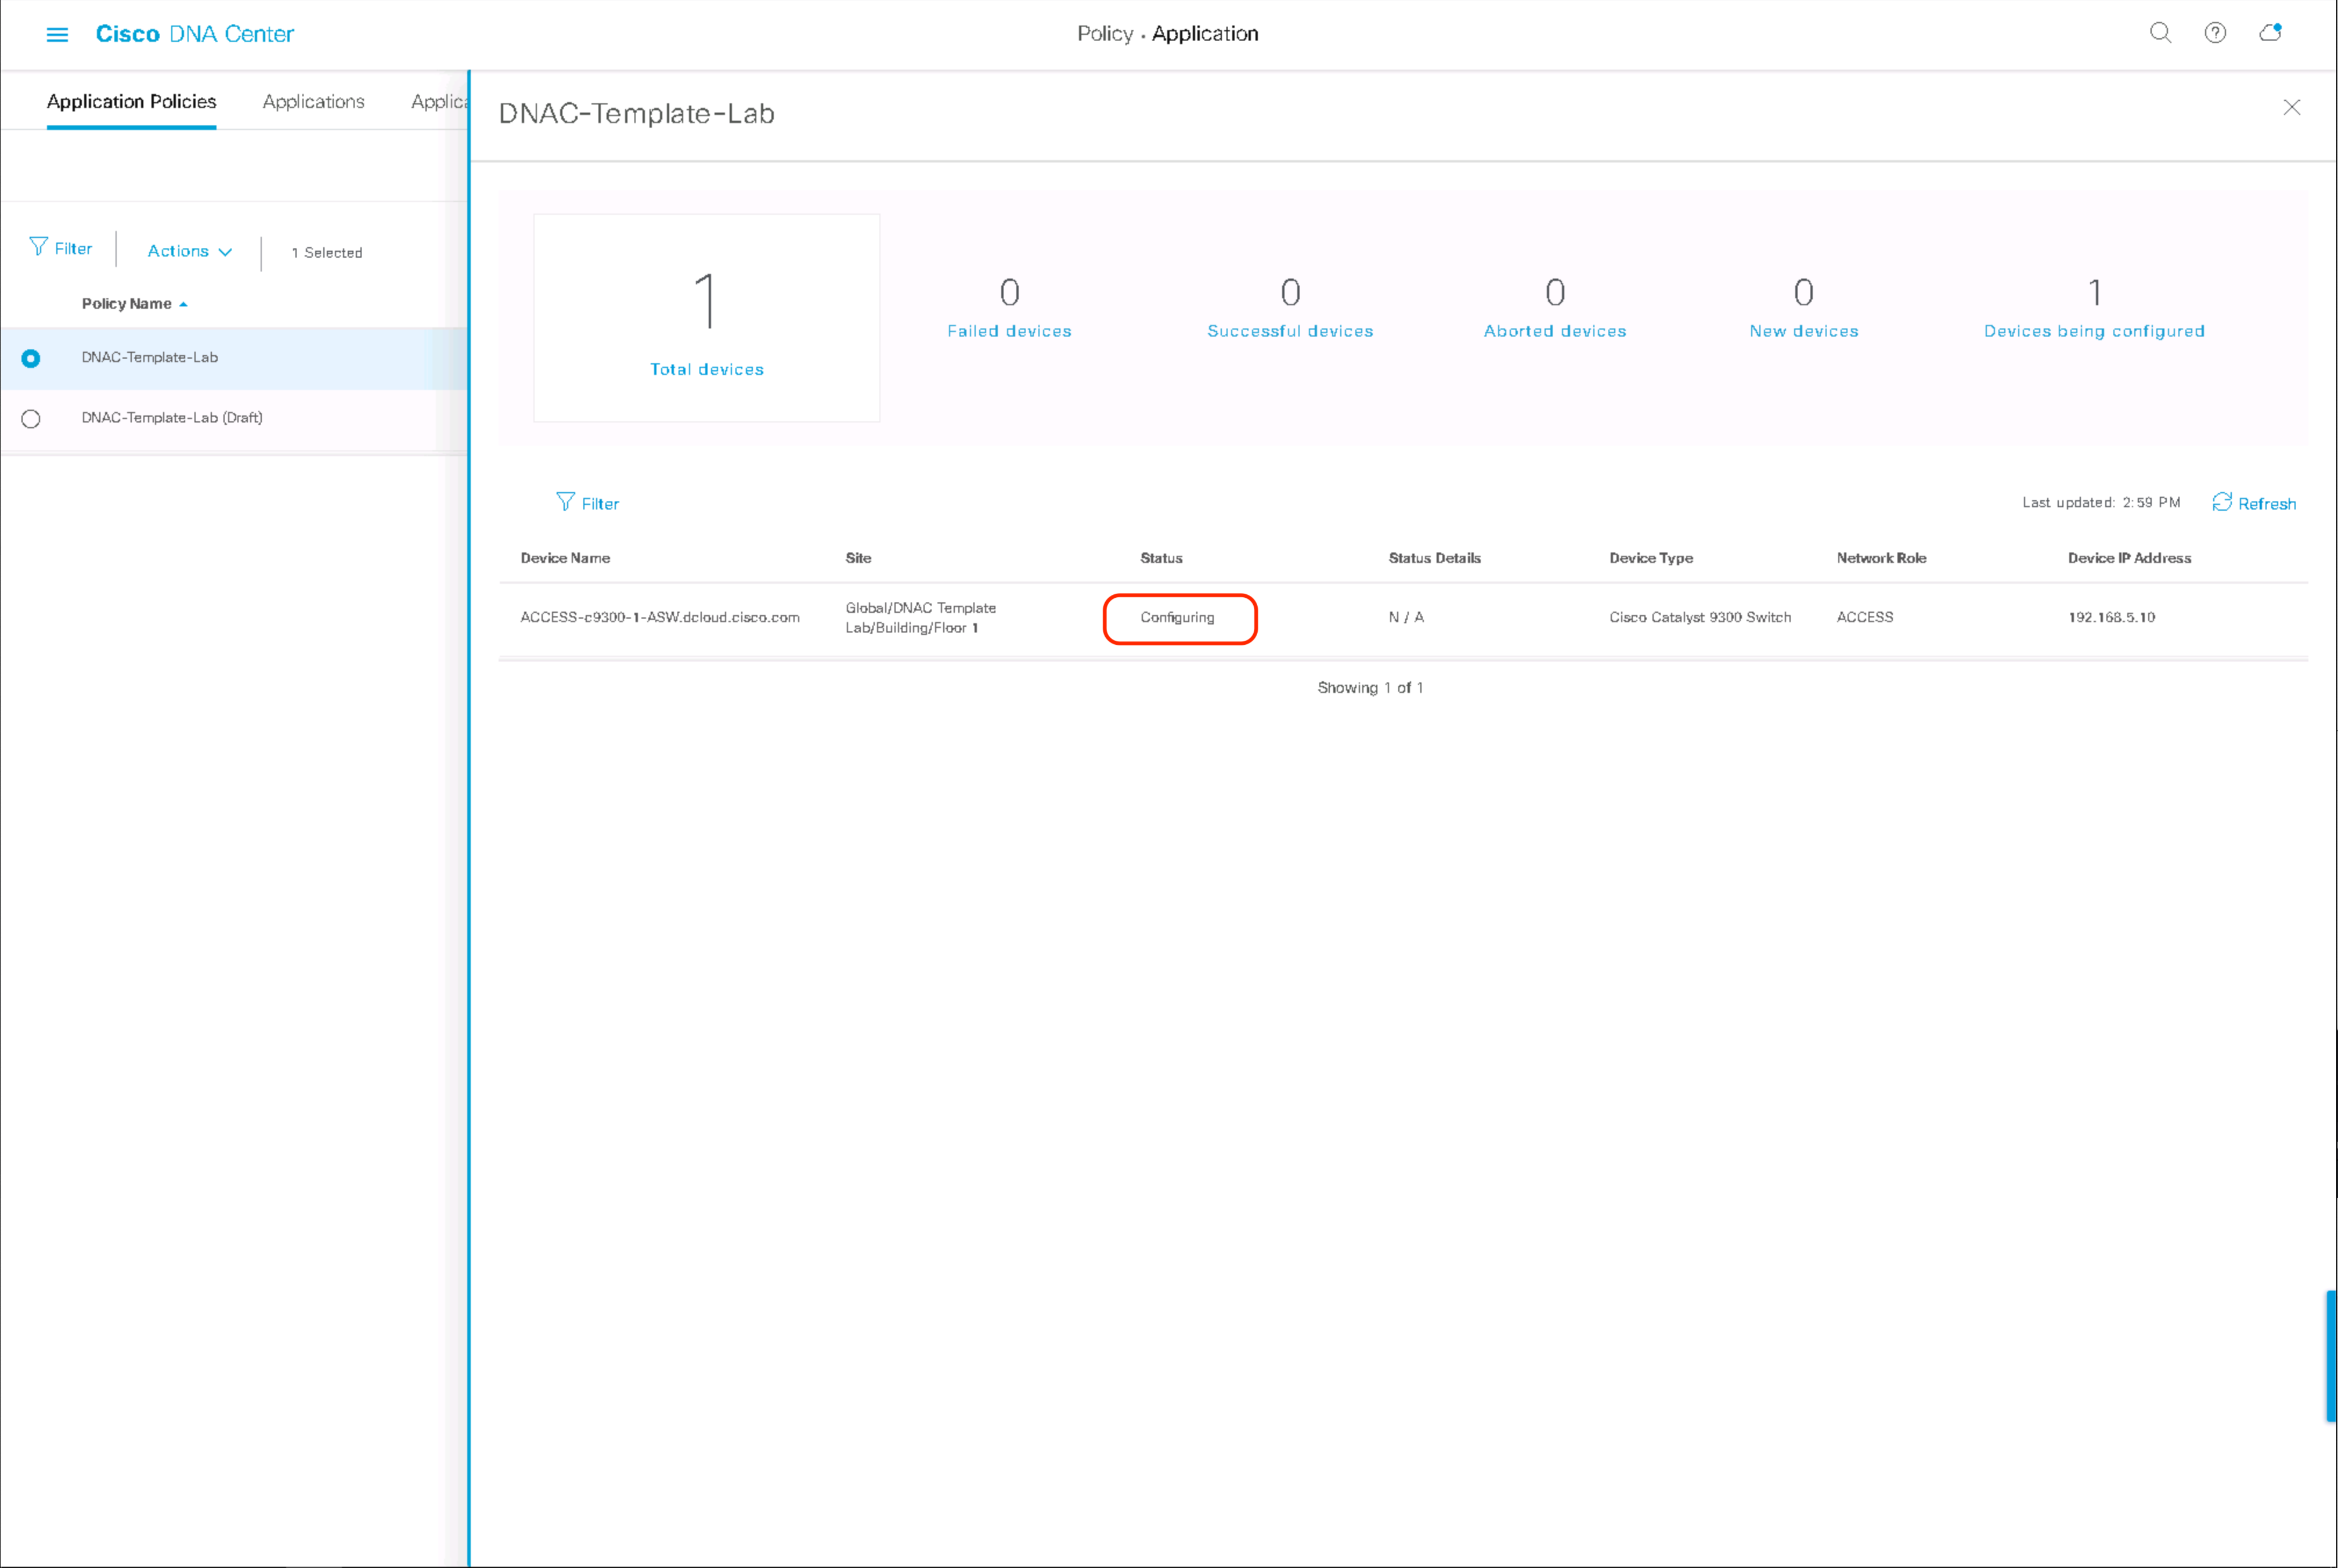 Cisco DNA Center
Policy • Application
Application Policies
Applications
Applica
Filter
Actions
1 Selected
Policy Name
DNAC-Template-Lab
DNAC-Template-Lab (Draft)
DNAC-Template-Lab
1
Total devices
0
Failed devices
0
Successful devices
0
Aborted devices
0
New devices
1
Devices being configured
Filter
Last updated: 2:59 PM
Refresh
Device Name
Site
Status
Status Details
Device Type
Network Role
Device IP Address
ACCESS-c9300-1-ASW.dcloud.cisco.com
Global/DNAC Template
Lab/Building/Floor 1
Configuring
N / A
Cisco Catalyst 9300 Switch
ACCESS
192.168.5.10
Showing 1 of 1